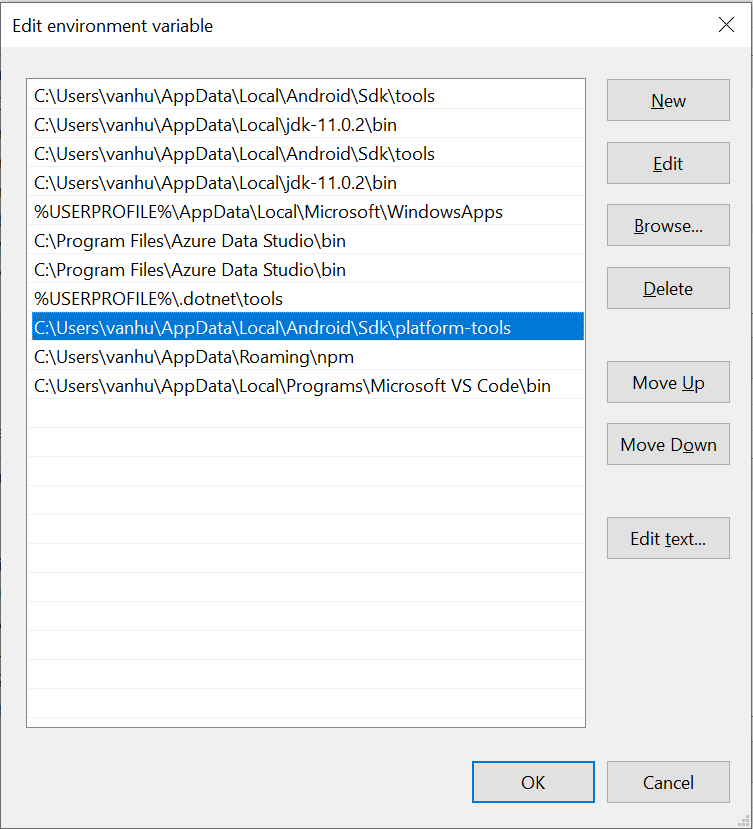 Edit environment variable
C:\Users\vanhu\AppData\Local\Android\Sdk\tools
C:\Users\vanhu\AppData\Local\jdk-11.0.2\bin
C:\Users\vanhu\AppData\Local\Android\Sdk\tools
C:\Users\vanhu\AppData\Local\jdk-11.0.2\bin
%USERPROFILE%\AppData\Local\Microsoft\WindowsApps
C:\Program Files\Azure Data Studio\bin
C:\Program Files\Azure Data Studio\bin
%USERPROFILE%\.dotnet\tools
C:\Users\vanhu\AppData\Local\Android\Sdk\platform-tools
C:\Users\vanhu\AppData\Roaming\npm
C:\Users\vanhu\AppData\Local\Programs\Microsoft VS Code\bin
New
Edit
Browse...
Delete
Move Up
Move Down
Edit text...
OK
Cancel